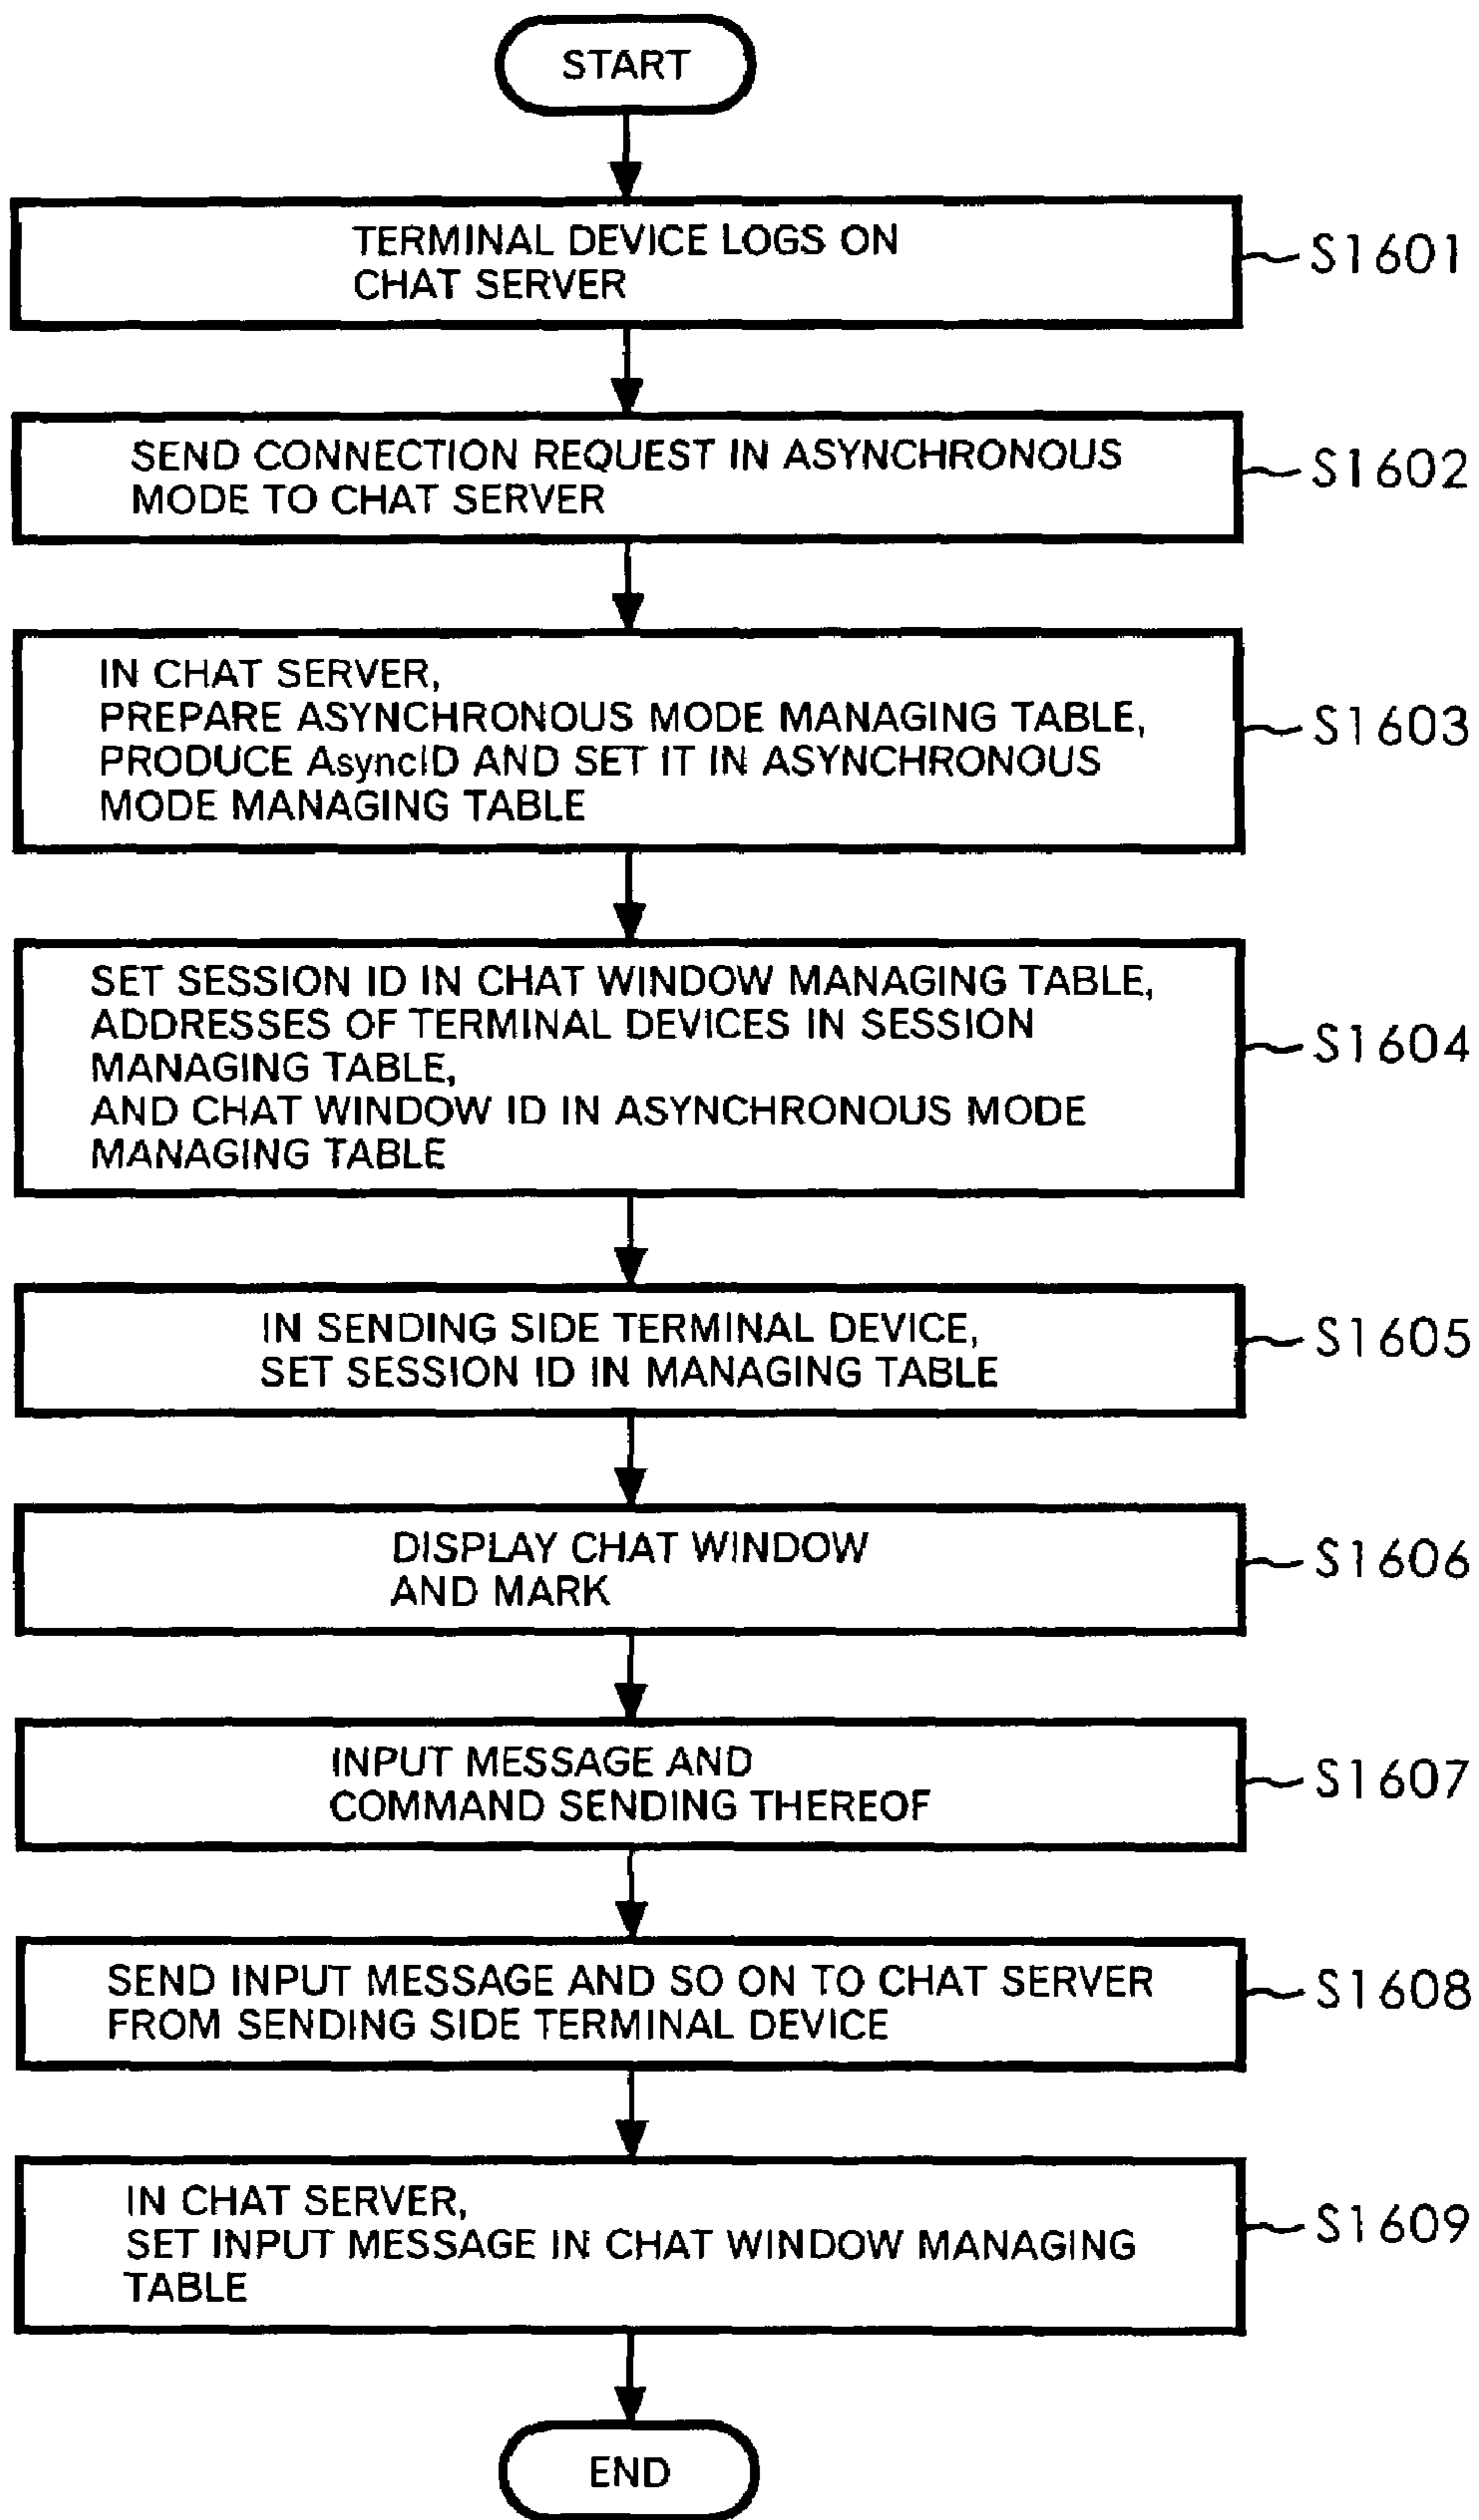 START
TERMINAL DEVICE LOGS ON
CHAT SERVER
S1601
SEND CONNECTION REQUEST IN ASYNCHRONOUS
MODE TO CHAT SERVER
S1602
IN CHAT SERVER,
PREPARE ASYNCHRONOUS MODE MANAGING TABLE,
PRODUCE AsyncID AND SET IT IN ASYNCHRONOUS
MODE MANAGING TABLE
S1603
SET SESSION ID IN CHAT WINDOW MANAGING TABLE,
ADDRESSES OF TERMINAL DEVICES IN SESSION
MANAGING TABLE,
AND CHAT WINDOW ID IN ASYNCHRONOUS MODE
MANAGING TABLE
S1604
IN SENDING SIDE TERMINAL DEVICE,
SET SESSION ID IN MANAGING TABLE
S1605
DISPLAY CHAT WINDOW
AND MARK
S1606
INPUT MESSAGE AND
COMMAND SENDING THEREOF
S1607
SEND INPUT MESSAGE AND SO ON TO CHAT SERVER
FROM SENDING SIDE TERMINAL DEVICE
S1608
IN CHAT SERVER,
SET INPUT MESSAGE IN CHAT WINDOW MANAGING
TABLE
S1609
END